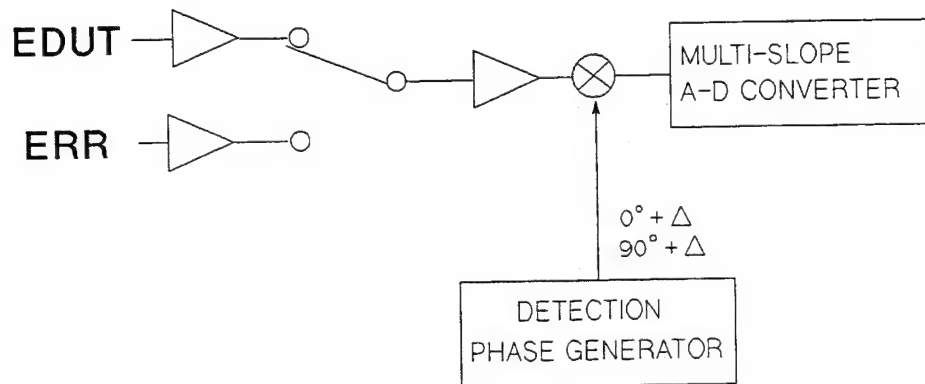 EDUT
ERR
MULTI-SLOPE
A-D CONVERTER
0° + △
90° + △
DETECTION
PHASE GENERATOR